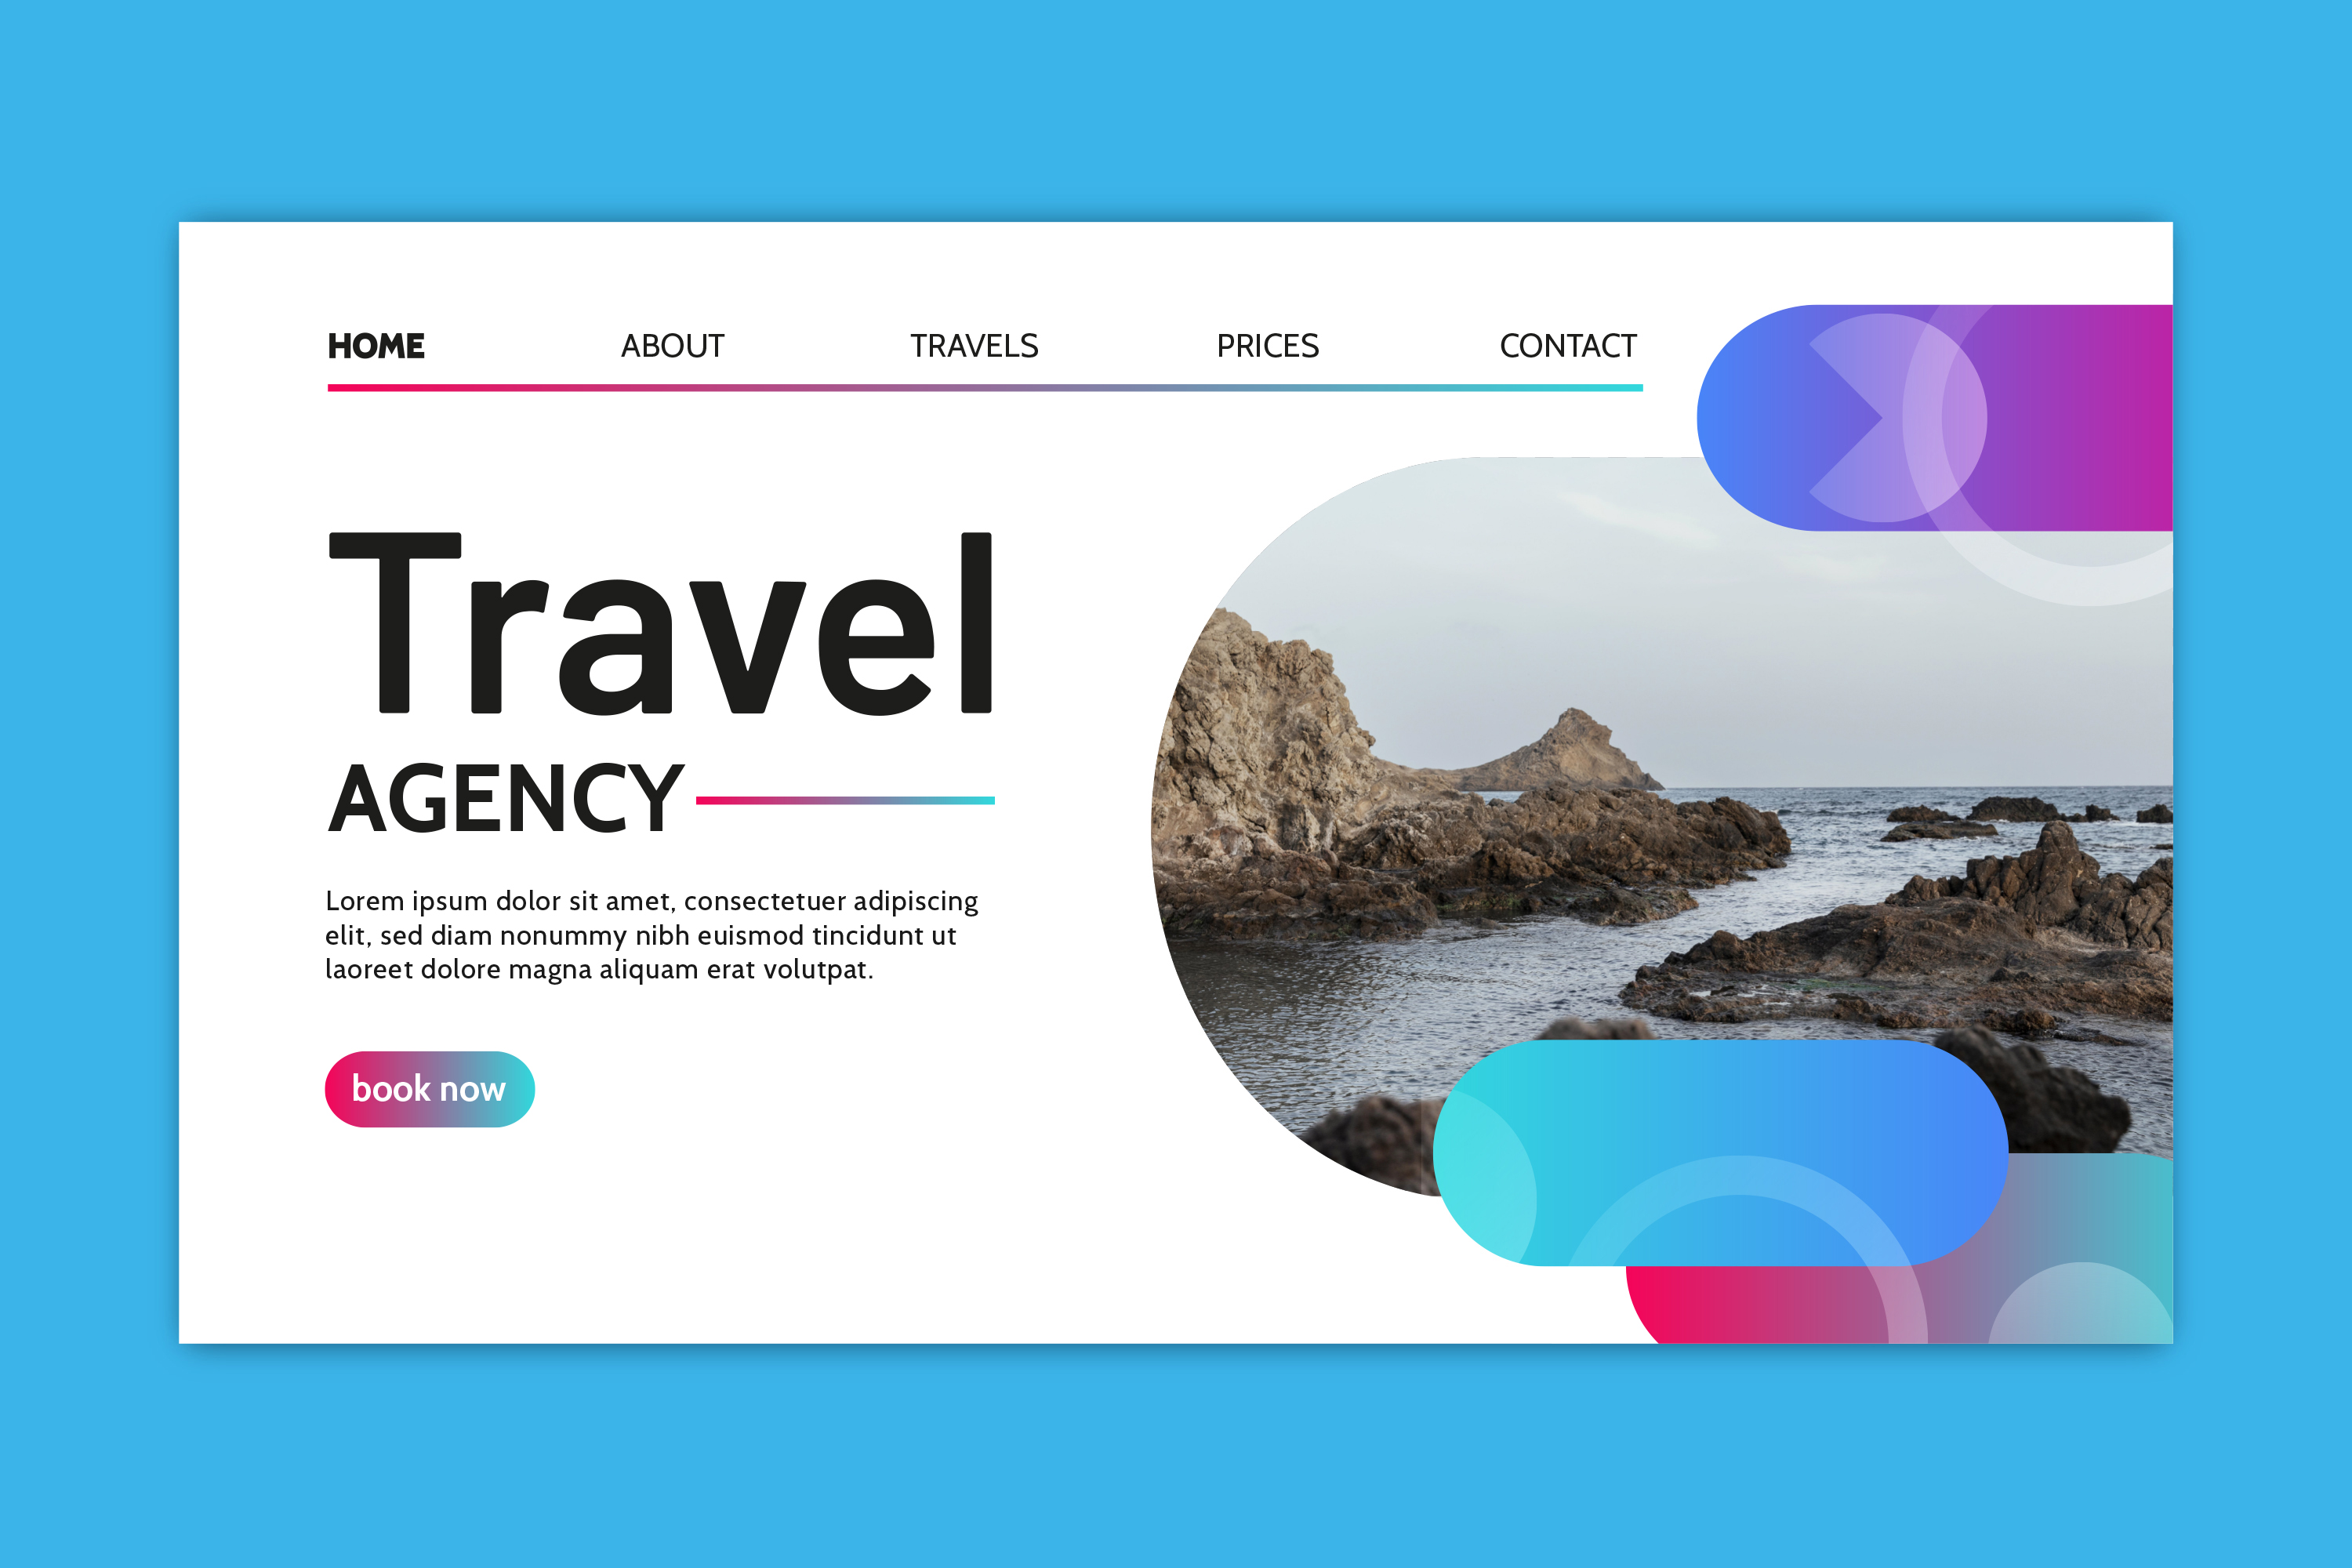 HOME ABOUT TRAVELS PRICES CONTACT
Travel
AGENCY
Lorem ipsum dolor sit amet, consectetuer adipiscing
elit, sed diam nonummy nibh euismod tincidunt ut
laoreet dolore magna aliquam erat volutpat.
book now